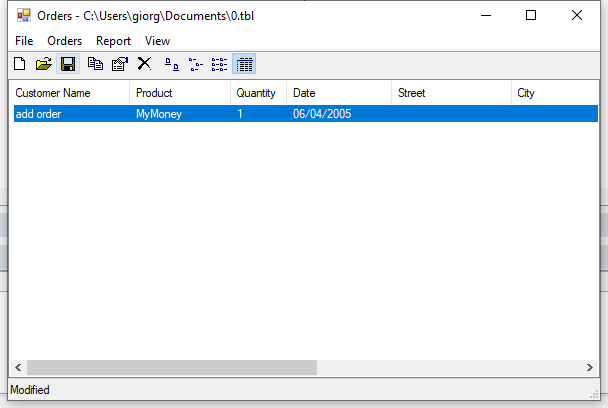 Orders - C:\Users\giorg\Documents\0.tbl
File Orders Report View
Customer Name Product Quantity Date Street City
add order MyMoney 1 06/04/2005
Modified